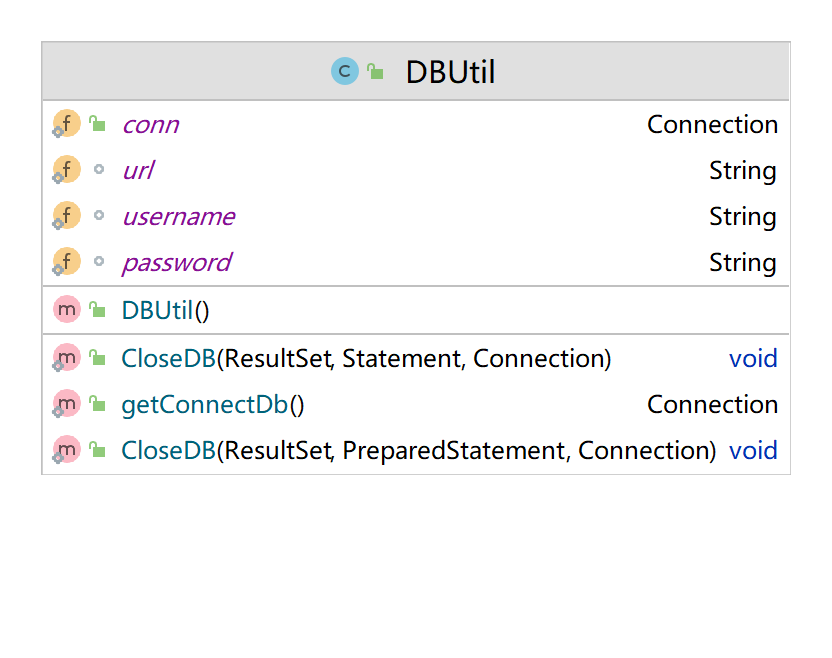 C DBUtil
f conn Connection
f url String
f username String
f password String
m DBUtil()
m CloseDB(ResultSet, Statement, Connection) void
m getConnectDb() Connection
m CloseDB(ResultSet, PreparedStatement, Connection) void